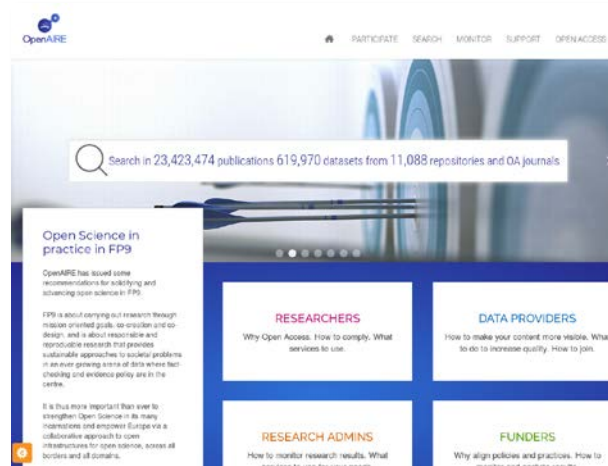 OpenAIRE
PARTICIPATE SEARCH MONITOR SUPPORT OPEN ACCESS
Search in 23,423,474 publications 619,970 datasets from 11,088 repositories and OA journals
Open Science in
practice in FP9
OpenAIRE has issued some
recommendations for solidifying and
advancing open science in FP9.
FP9 is about carrying out research through
mission oriented goals, co-creation and co-
design, and is about responsible and
reproducible research that provides
sustainable approaches to societal problems
in an ever growing arena of data where fact-
checking and evidence policy are in the
centre.
It is thus more important than ever to
strengthen Open Science in its many
incarnations and empower Europe via a
collaborative approach to open
infrastructures for open science, across all
borders and all domains.
RESEARCHERS
Why Open Access. How to comply. What
services to use.
DATA PROVIDERS
How to make your content more visible. Wha
to do to increase quality. How to join.
RESEARCH ADMINS
How to monitor research results. What
FUNDERS
Why align policies and practices. How to